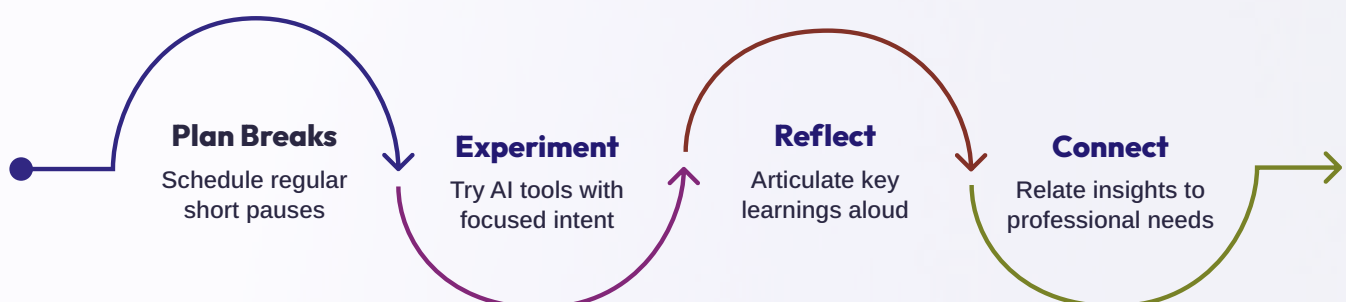 Plan Breaks
Schedule regular
short pauses
Experiment
Try AI tools with
focused intent
Reflect
Articulate key
learnings aloud
Connect
Relate insights to
professional needs